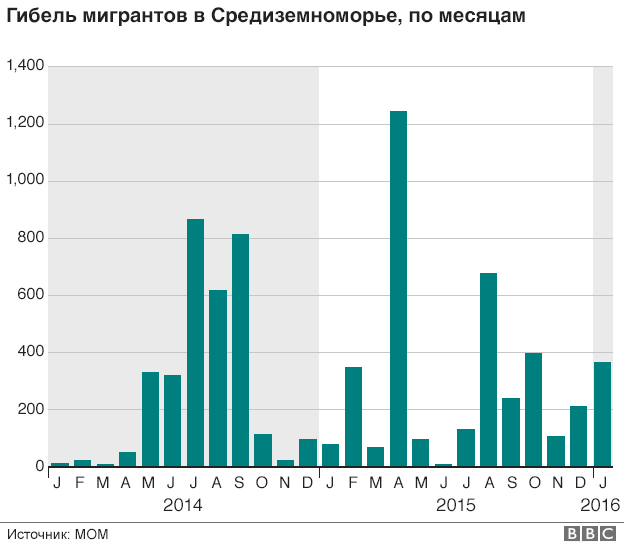 Гибель мигрантов в Средиземноморье, по месяцам
1,400
1,200
1,000
800
600
400
200
0
J F M A M J J A S O N D J F M A M J J A S O N D J
2014 2015 2016
Источник: МОМ BBC